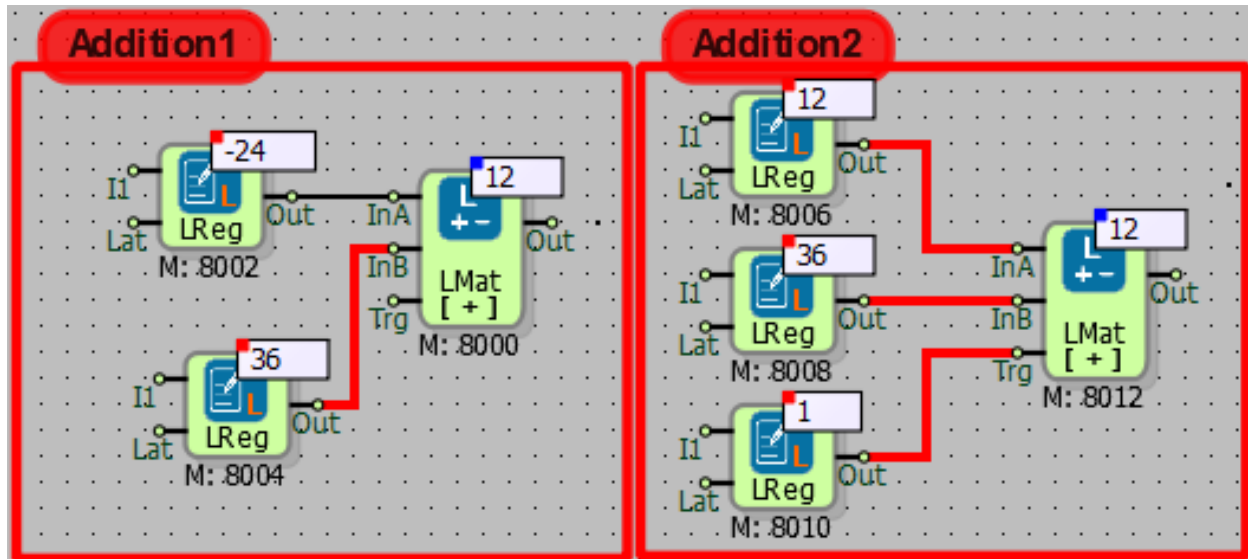 Addition1
-24
I1
L
Lat
LReg
Out
M: 8002
36
I1
L
Lat
LReg
Out
M: 8004
12
L
+ -
InA
InB
Trg
LMat
[ + ]
Out
M: 8000
Addition2
12
I1
L
Lat
LReg
Out
M: 8006
36
I1
L
Lat
LReg
Out
M: 8008
1
I1
L
Lat
LReg
Out
M: 8010
12
L
+ -
InA
InB
Trg
LMat
[ + ]
Out
M: 8012